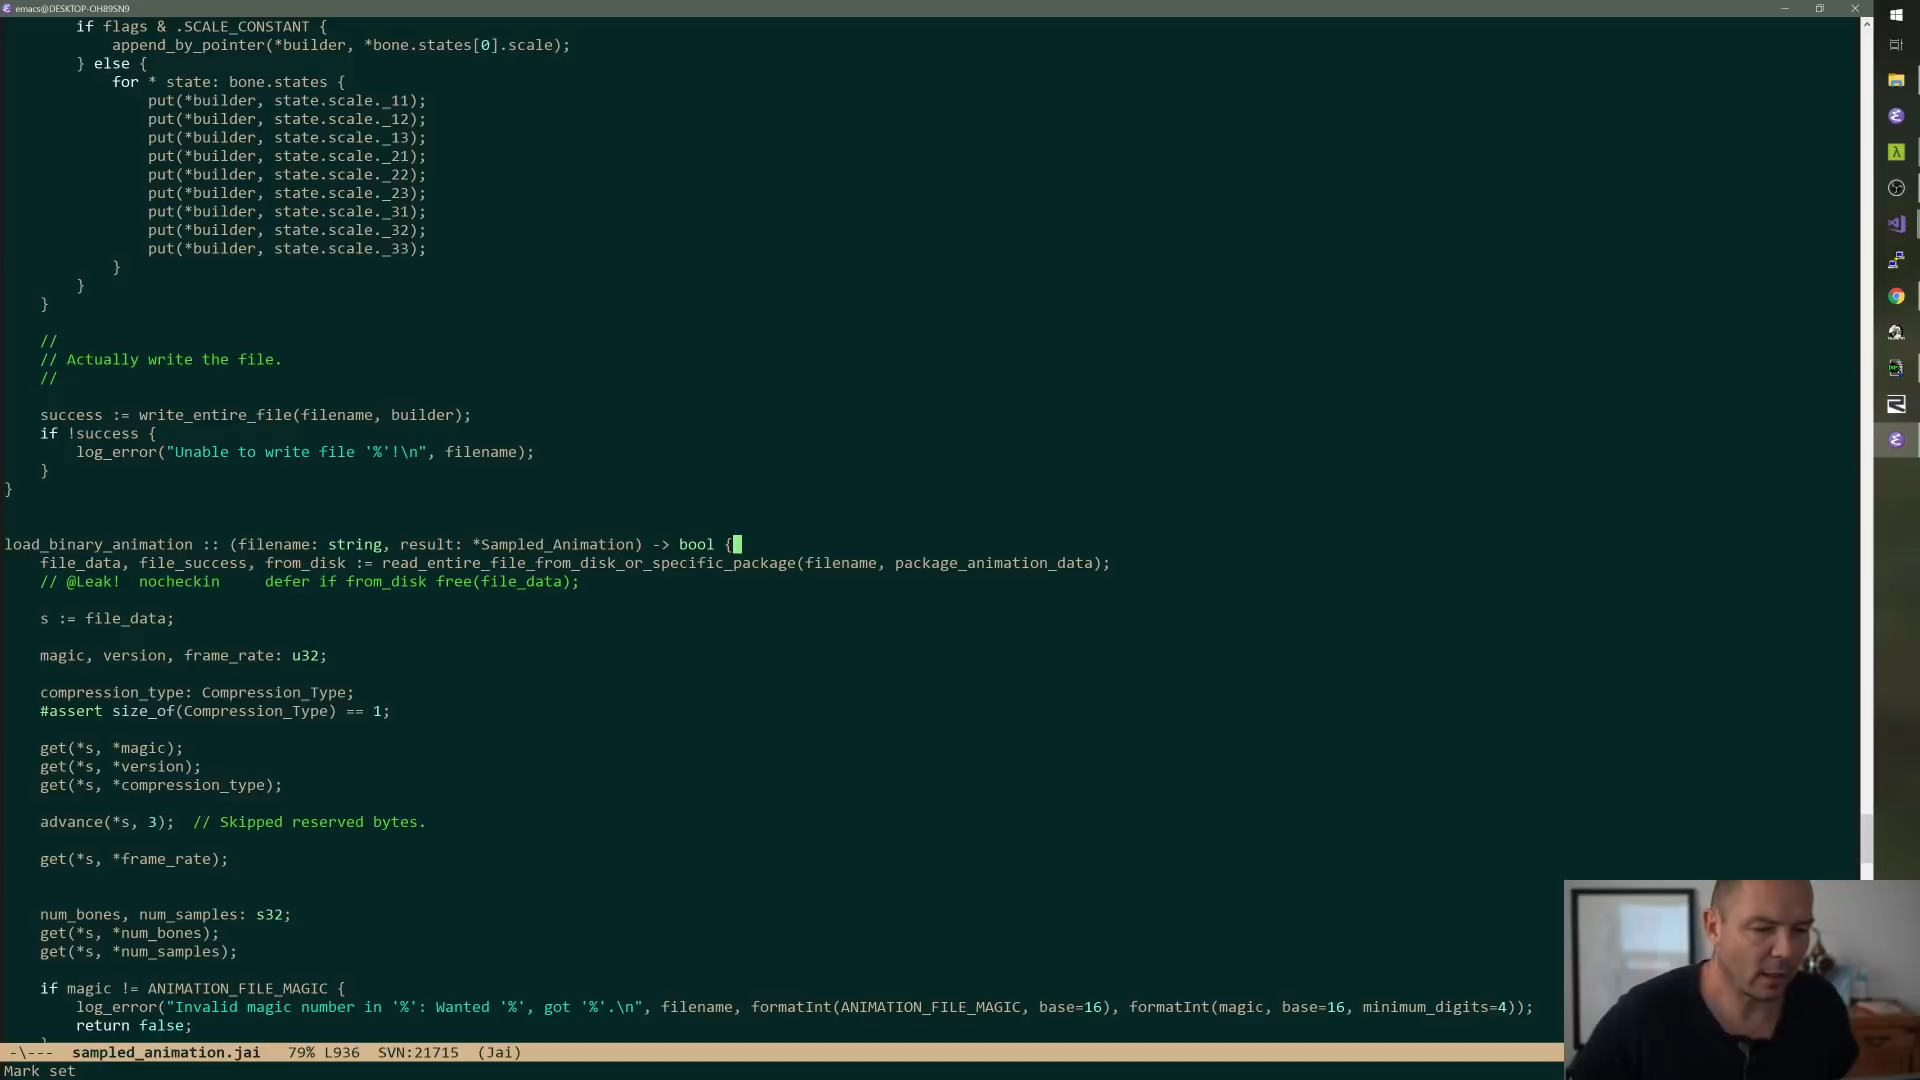 emacs@DESKTOP-OH89SN9
if flags & .SCALE_CONSTANT {
append_by_pointer(*builder, *bone.states[0].scale);
} else {
for * state: bone.states {
put(*builder, state.scale._11);
put(*builder, state.scale._12);
put(*builder, state.scale._13);
put(*builder, state.scale._21);
put(*builder, state.scale._22);
put(*builder, state.scale._23);
put(*builder, state.scale._31);
put(*builder, state.scale._32);
put(*builder, state.scale._33);
}
}
}
//
// Actually write the file.
//
success := write_entire_file(filename, builder);
if !success {
log_error("Unable to write file '%'!\n", filename);
}
}
load_binary_animation :: (filename: string, result: *Sampled_Animation) -> bool {
file_data, file_success, from_disk := read_entire_file_from_disk_or_specific_package(filename, package_animation_data);
// @Leak!  nocheckin     defer if from_disk free(file_data);
s := file_data;
magic, version, frame_rate: u32;
compression_type: Compression_Type;
#assert size_of(Compression_Type) == 1;
get(*s, *magic);
get(*s, *version);
get(*s, *compression_type);
advance(*s, 3);  // Skipped reserved bytes.
get(*s, *frame_rate);
num_bones, num_samples: s32;
get(*s, *num_bones);
get(*s, *num_samples);
if magic != ANIMATION_FILE_MAGIC {
log_error("Invalid magic number in '%': Wanted '%', got '%'.\n", filename, formatInt(ANIMATION_FILE_MAGIC, base=16), formatInt(magic, base=16, minimum_digits=4));
return false;
-\---  sampled_animation.jai   79% L936  SVN:21715  (Jai)
Mark set